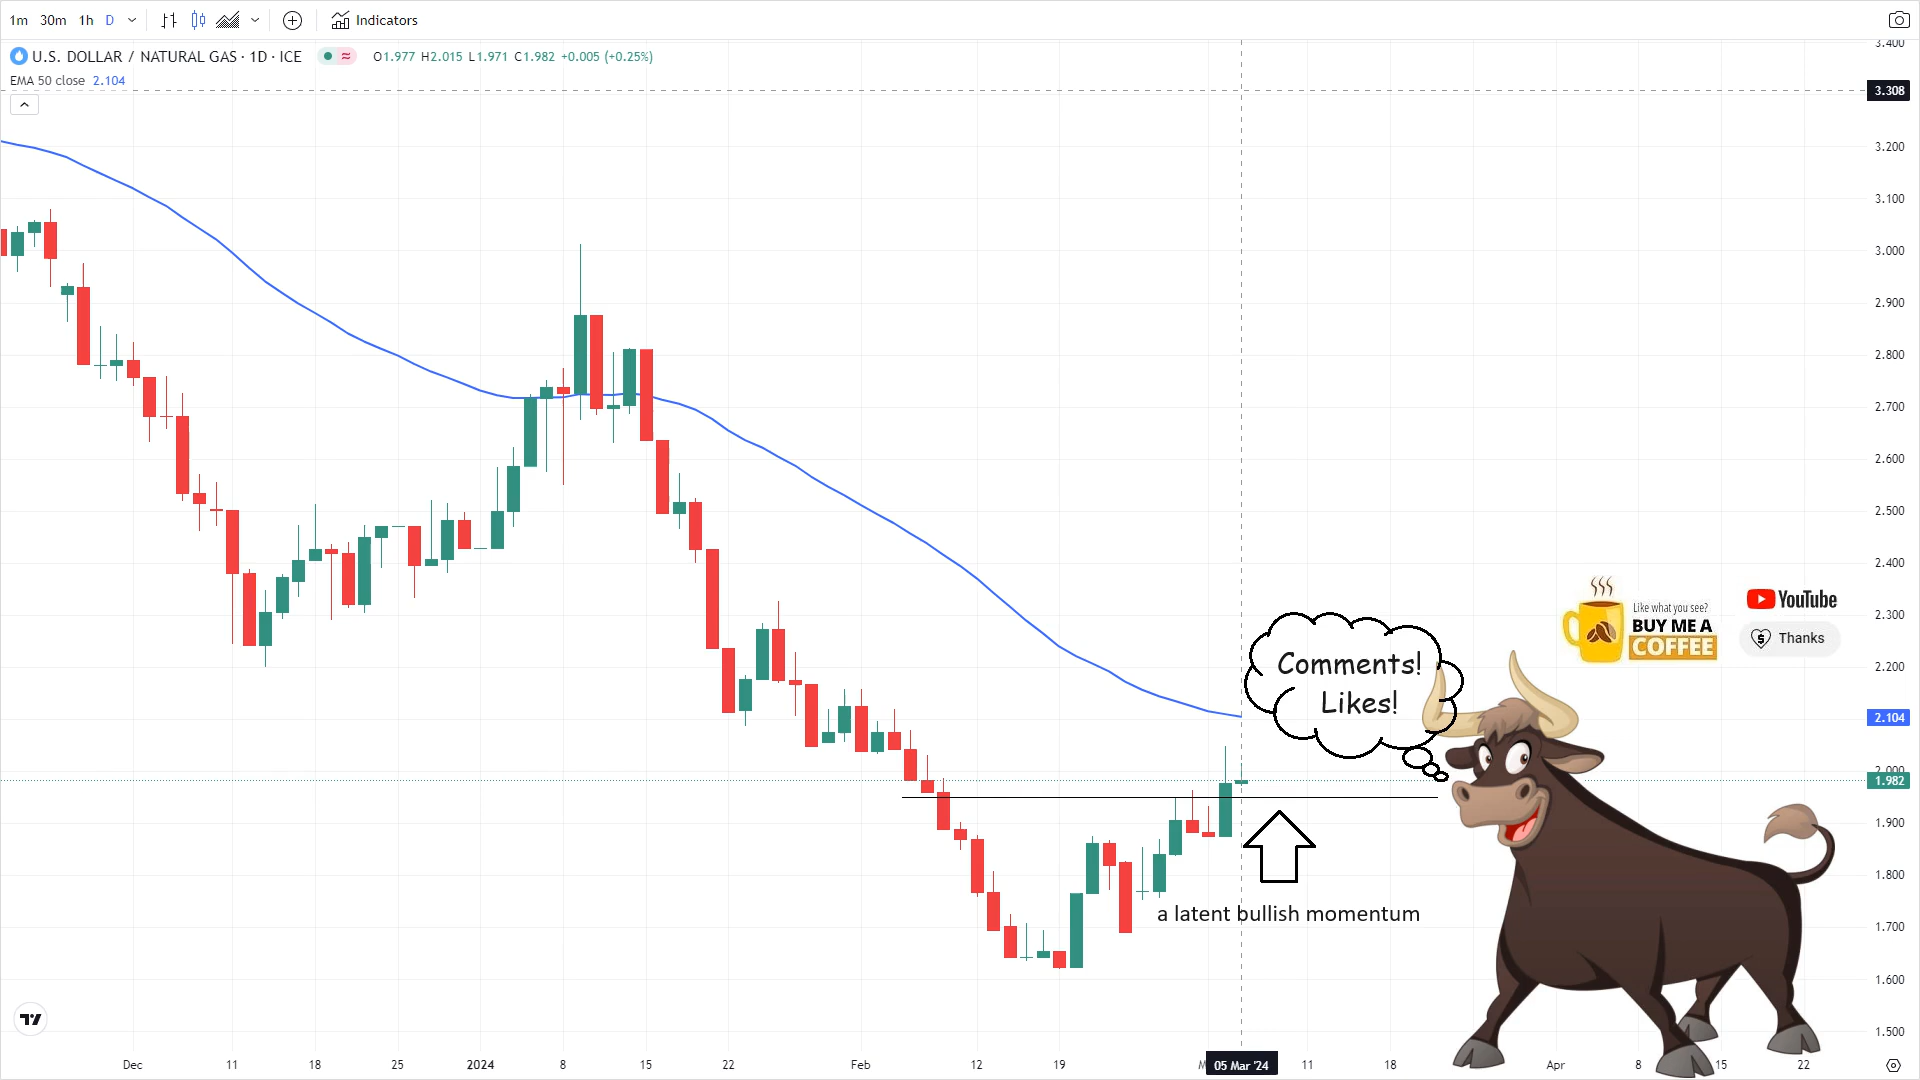 1m 30m 1h D Indicators
U.S. DOLLAR / NATURAL GAS · 1D · ICE ≈ O1.977 H2.015 L1.971 C1.982 +0.005 (+0.25%)
EMA 50 close 2.104
3.400
3.308
3.200
3.100
3.000
2.900
2.800
2.700
2.600
2.500
2.400
2.300
2.200
2.104
2.000
1.982
1.900
1.800
1.700
1.600
1.500
Comments!
Likes!
Like what you see?
BUY ME A
COFFEE
YouTube
$ Thanks
a latent bullish momentum
Dec 11 18 25 2024 8 15 22 Feb 12 19 M 05 Mar '24 11 18 Apr 8 15 22